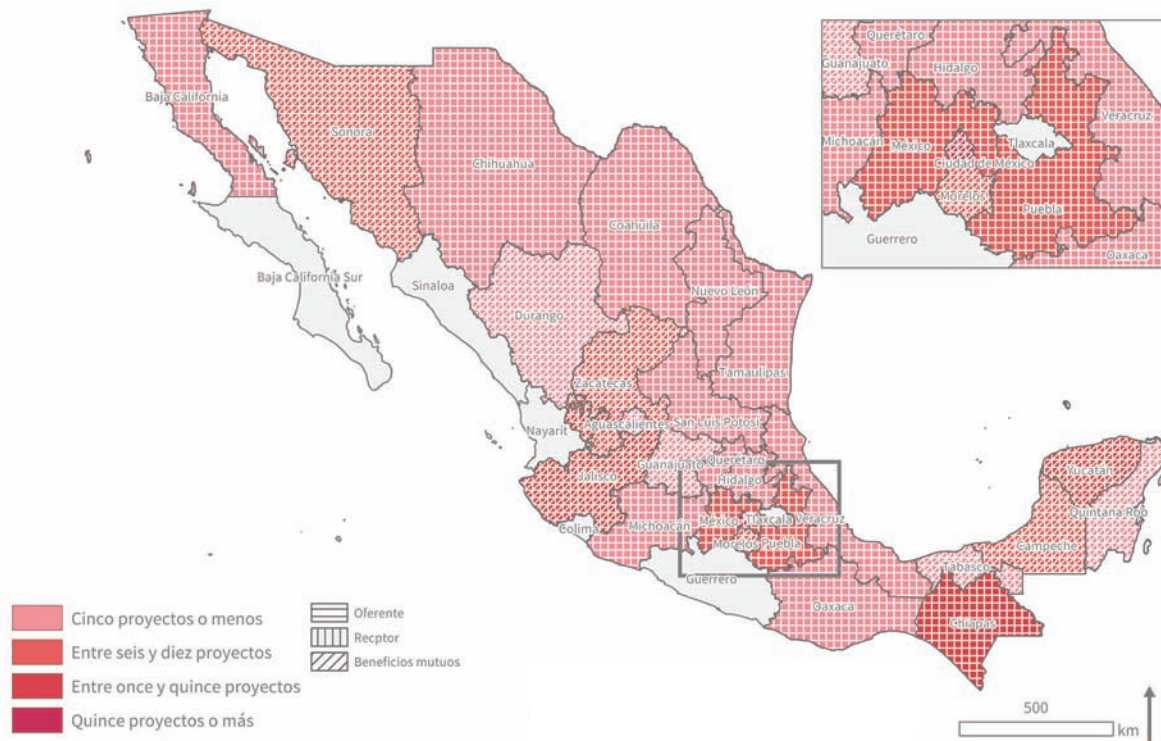 Baja California
Sonora
Chihuahua
Coahuila
Baja California Sur
Sinaloa
Durango
Nuevo León
Tamaulipas
Zacatecas
Nayarit
Aguascalientes
San Luis Potosí
Jalisco
Guanajuato
Querétaro
Hidalgo
Colima
Michoacán
México
Tlaxcala
Veracruz
Morelos
Puebla
Guerrero
Oaxaca
Tabasco
Chiapas
Campeche
Yucatán
Quintana Roo
Querétaro
Guanajuato
Hidalgo
Michoacán
México
Ciudad de México
Tlaxcala
Veracruz
Morelos
Puebla
Guerrero
Oaxaca
Cinco proyectos o menos
Entre seis y diez proyectos
Entre once y quince proyectos
Quince proyectos o más
Oferente
Recptor
Beneficios mutuos
500
km